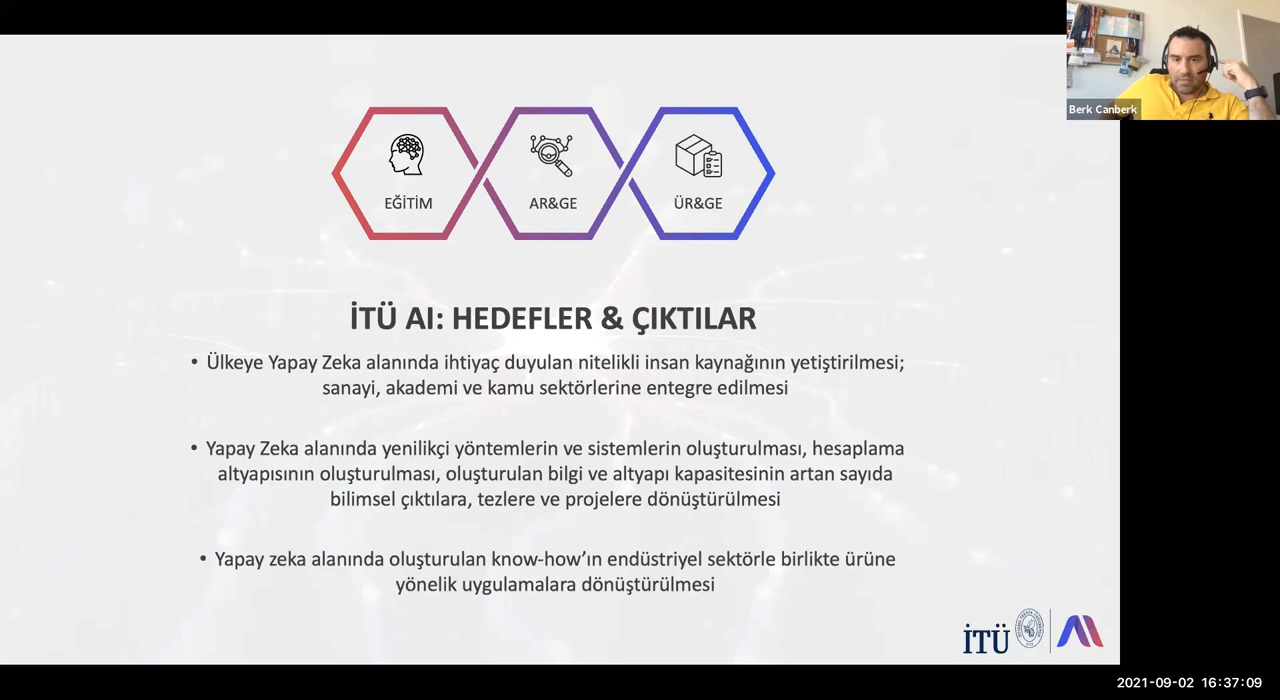 Berk Canberk
EĞİTİM
AR&GE
ÜR&GE
İTÜ AI: HEDEFLER & ÇIKTILAR
• Ülkeye Yapay Zeka alanında ihtiyaç duyulan nitelikli insan kaynağının yetiştirilmesi;
sanayi, akademi ve kamu sektörlerine entegre edilmesi
• Yapay Zeka alanında yenilikçi yöntemlerin ve sistemlerin oluşturulması, hesaplama
altyapısının oluşturulması, oluşturulan bilgi ve altyapı kapasitesinin artan sayıda
bilimsel çıktılara, tezlere ve projelere dönüştürülmesi
• Yapay zeka alanında oluşturulan know-how’ın endüstriyel sektörle birlikte ürüne
yönelik uygulamalara dönüştürülmesi
İTÜ
2021-09-02 16:37:09